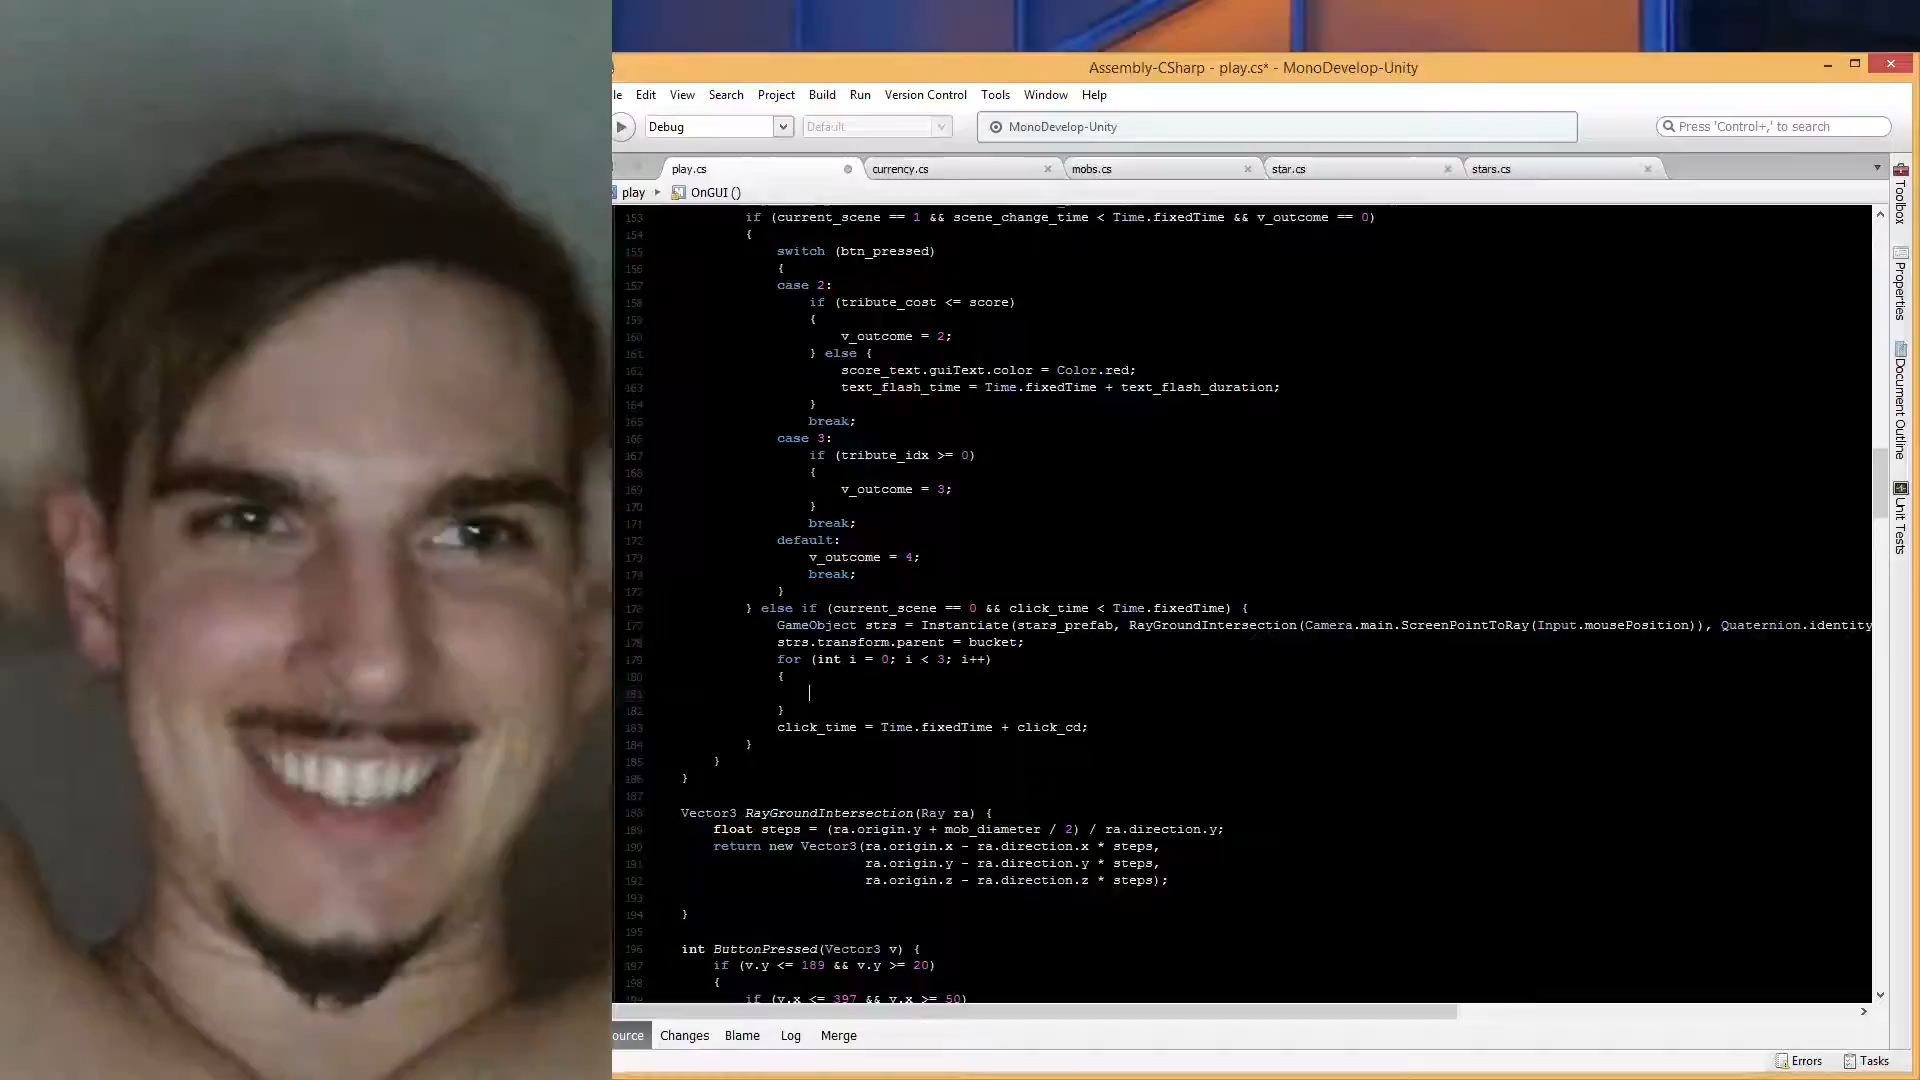 Assembly-CSharp - play.cs* - MonoDevelop-Unity
le Edit View Search Project Build Run Version Control Tools Window Help
Debug Default MonoDevelop-Unity Press 'Control+,' to search
play.cs currency.cs mobs.cs star.cs stars.cs
play OnGUI ()
153 if (current_scene == 1 && scene_change_time < Time.fixedTime && v_outcome == 0)
154 {
155 switch (btn_pressed)
156 {
157 case 2:
158 if (tribute_cost <= score)
159 {
160 v_outcome = 2;
161 } else {
162 score_text.guiText.color = Color.red;
163 text_flash_time = Time.fixedTime + text_flash_duration;
164 }
165 break;
166 case 3:
167 if (tribute_idx >= 0)
168 {
169 v_outcome = 3;
170 }
171 break;
172 default:
173 v_outcome = 4;
174 break;
175 }
176 } else if (current_scene == 0 && click_time < Time.fixedTime) {
177 GameObject strs = Instantiate(stars_prefab, RayGroundIntersection(Camera.main.ScreenPointToRay(Input.mousePosition)), Quaternion.identity
178 strs.transform.parent = bucket;
179 for (int i = 0; i < 3; i++)
180 {
181
182 }
183 click_time = Time.fixedTime + click_cd;
184 }
185 }
186 }
187
188 Vector3 RayGroundIntersection(Ray ra) {
189 float steps = (ra.origin.y + mob_diameter / 2) / ra.direction.y;
190 return new Vector3(ra.origin.x - ra.direction.x * steps,
191 ra.origin.y - ra.direction.y * steps,
192 ra.origin.z - ra.direction.z * steps);
193
194 }
195
196 int ButtonPressed(Vector3 v) {
197 if (v.y <= 189 && v.y >= 20)
198 {
199 if (v.x <= 397 && v.x >= 50)
Toolbox
Properties
Document Outline
Unit Tests
ource Changes Blame Log Merge
Errors Tasks